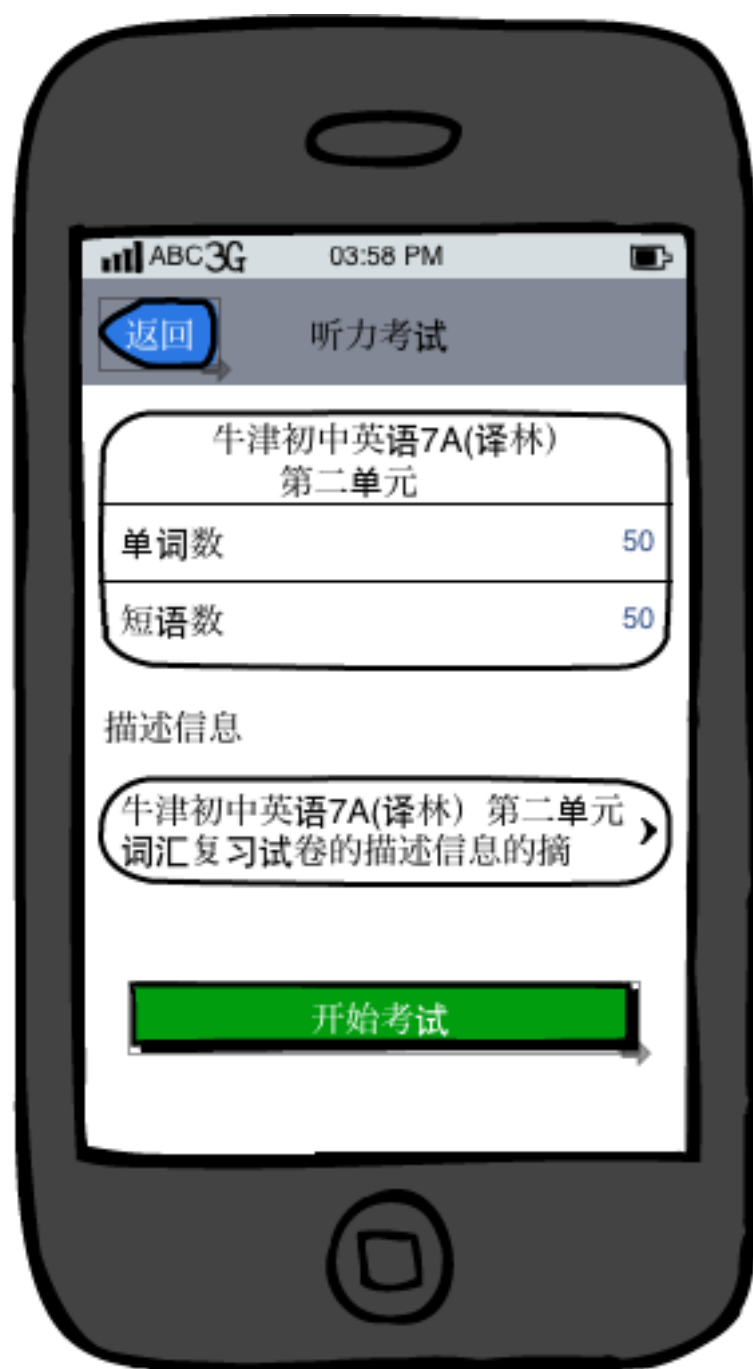 ABC 3G 03:58 PM
返回 听力考试
牛津初中英语7A(译林）
第二单元
单词数 50
短语数 50
描述信息
牛津初中英语7A(译林）第二单元
词汇复习试卷的描述信息的摘
开始考试